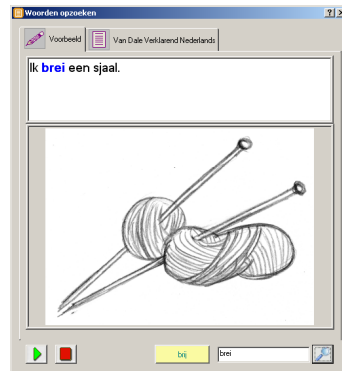 Woorden opzoeken
Voorbeeld
Van Dale Verklarend Nederlands
Ik brei een sjaal.
brij
brei